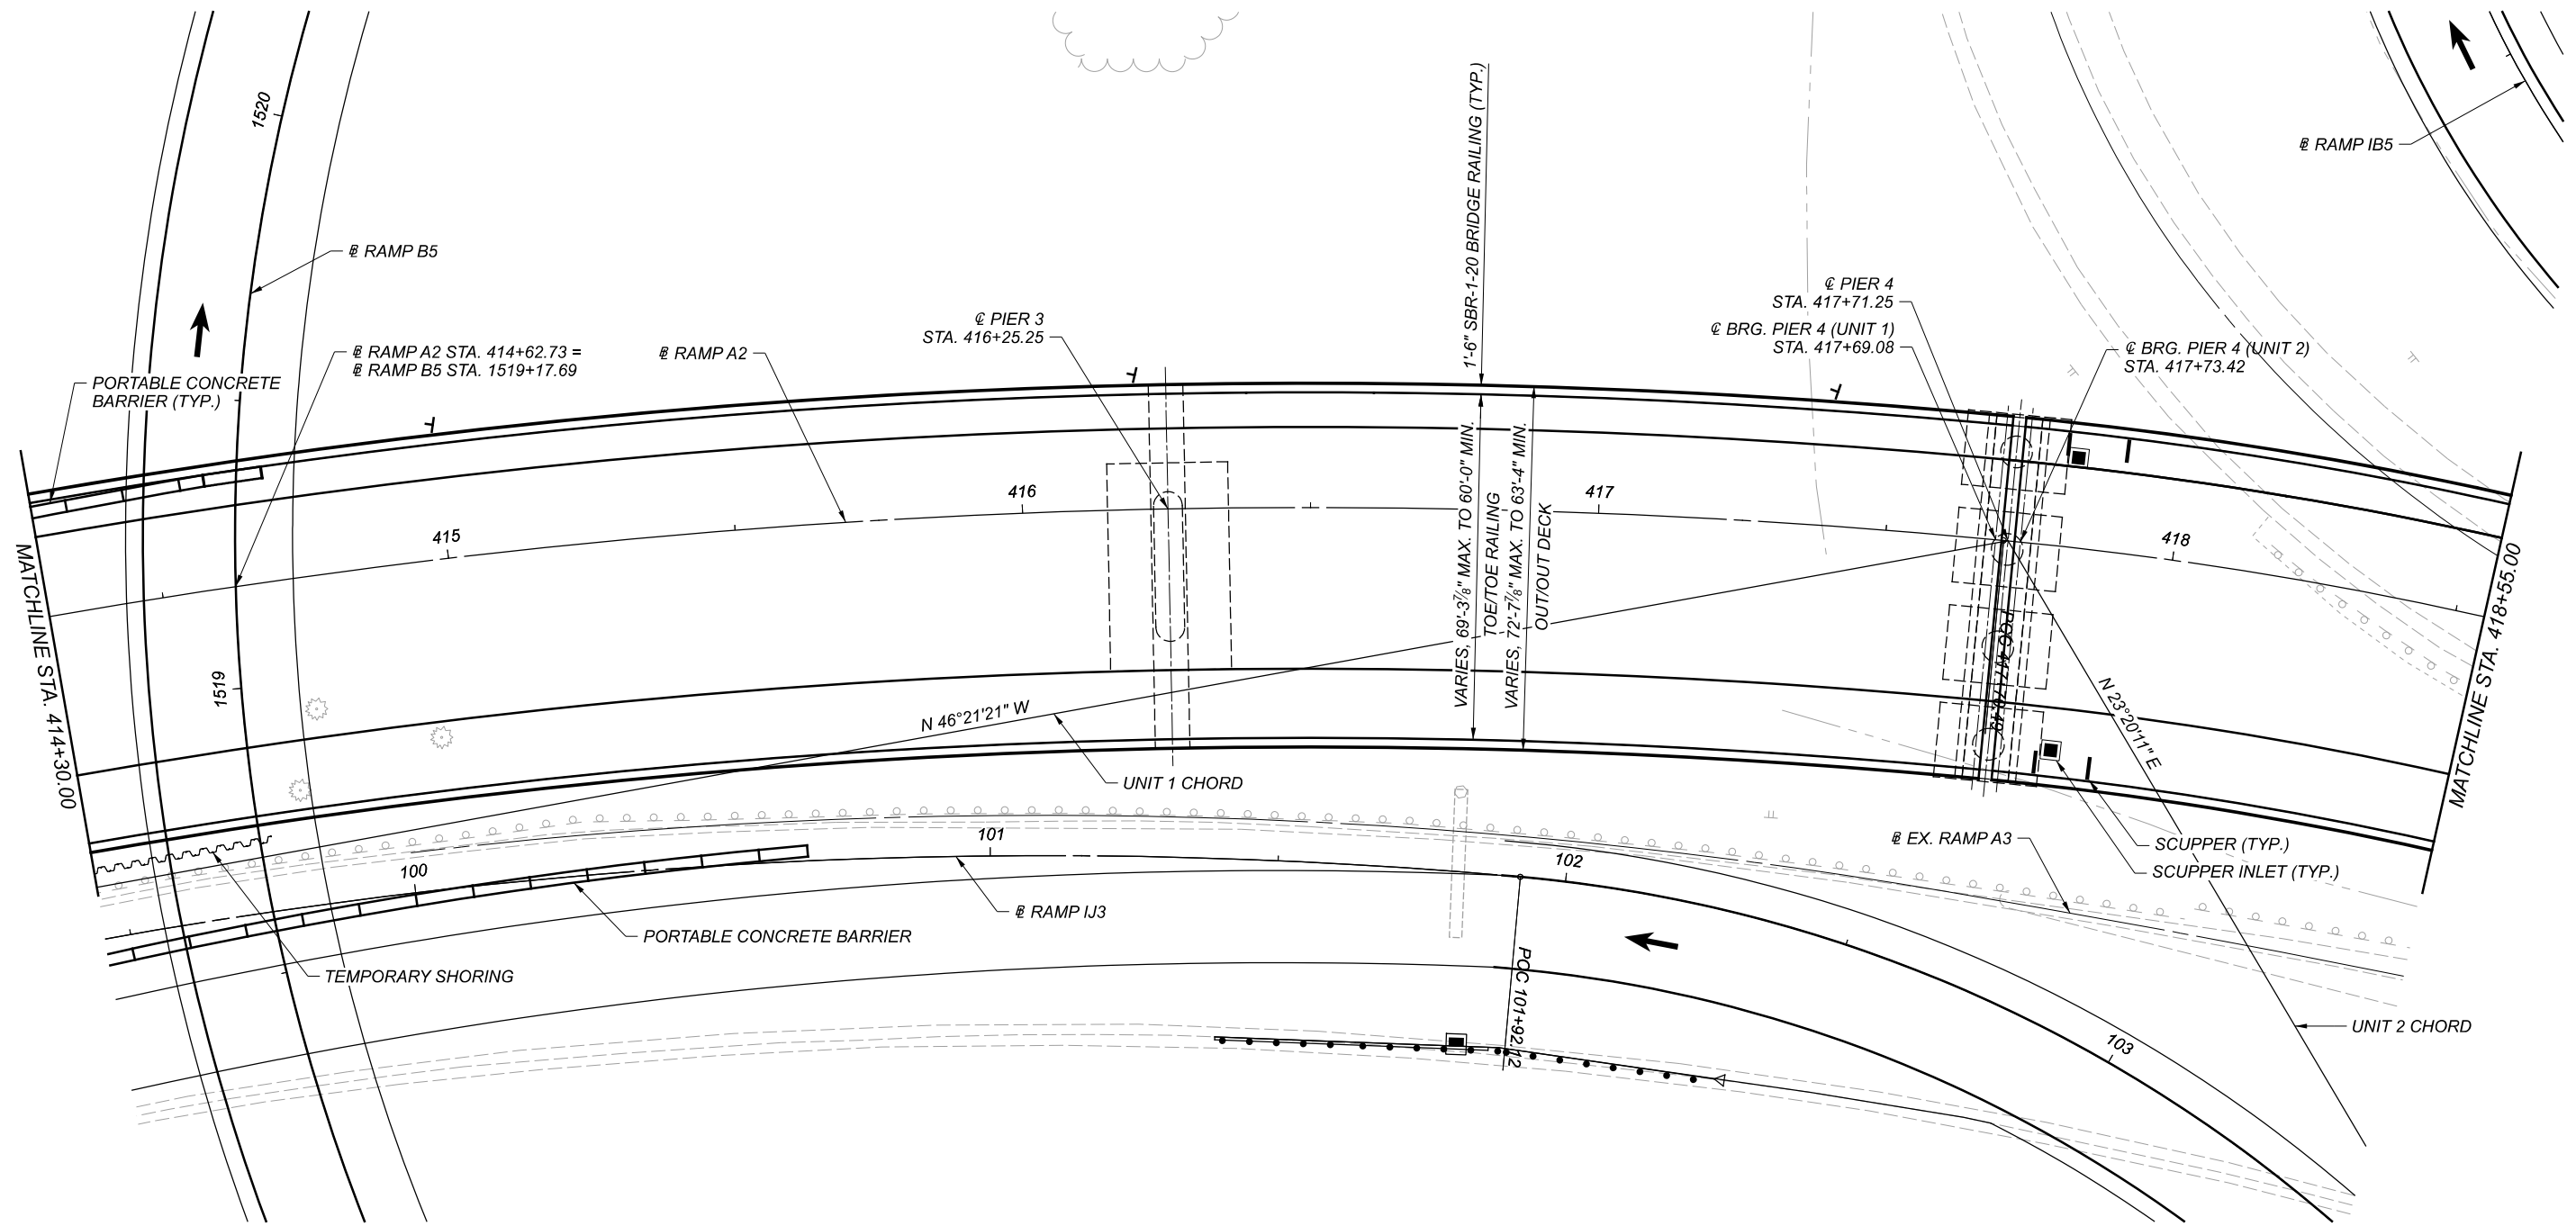 1520
℄ RAMP B5
℄ RAMP IB5
1'-6" SBR-1-20 BRIDGE RAILING (TYP.)
℄ PIER 4
STA. 417+71.25
℄ BRG. PIER 4 (UNIT 1)
STA. 417+69.08
℄ BRG. PIER 4 (UNIT 2)
STA. 417+73.42
℄ PIER 3
STA. 416+25.25
℄ RAMP A2
℄ RAMP A2 STA. 414+62.73 =
℄ RAMP B5 STA. 1519+17.69
PORTABLE CONCRETE
BARRIER (TYP.)
415
416
417
418
VARIES, 69'-3⅞" MAX. TO 60'-0" MIN.
TOE/TOE RAILING
VARIES, 72'-7⅞" MAX. TO 63'-4" MIN.
OUT/OUT DECK
MATCHLINE STA. 414+30.00
MATCHLINE STA. 418+55.00
1519
N 46°21'21" W
UNIT 1 CHORD
N 23°20'11" E
SCUPPER (TYP.)
SCUPPER INLET (TYP.)
℄ EX. RAMP A3
100
101
102
103
℄ RAMP IJ3
PORTABLE CONCRETE BARRIER
TEMPORARY SHORING
PCC 101+92.12
UNIT 2 CHORD